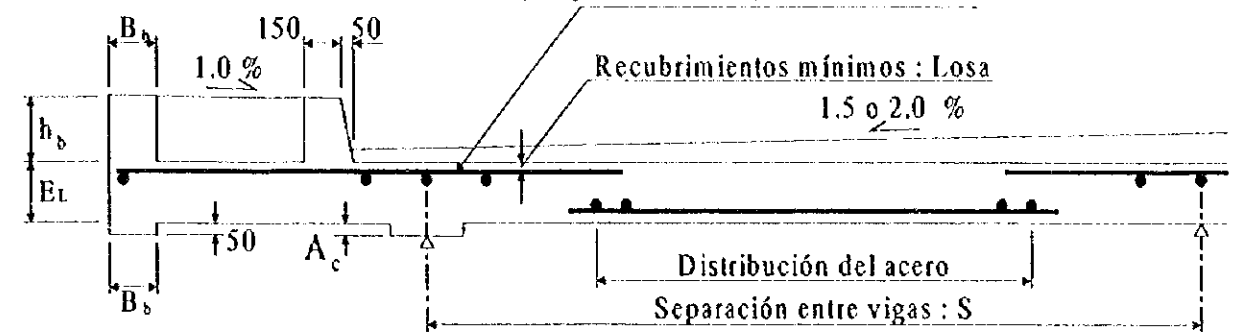 B_b 150 50
1.0 %
Recubrimientos mínimos : Losa
1.5 o 2.0 %
h_b
E_L
50
A_c
B_b
Distribución del acero
Separación entre vigas : S